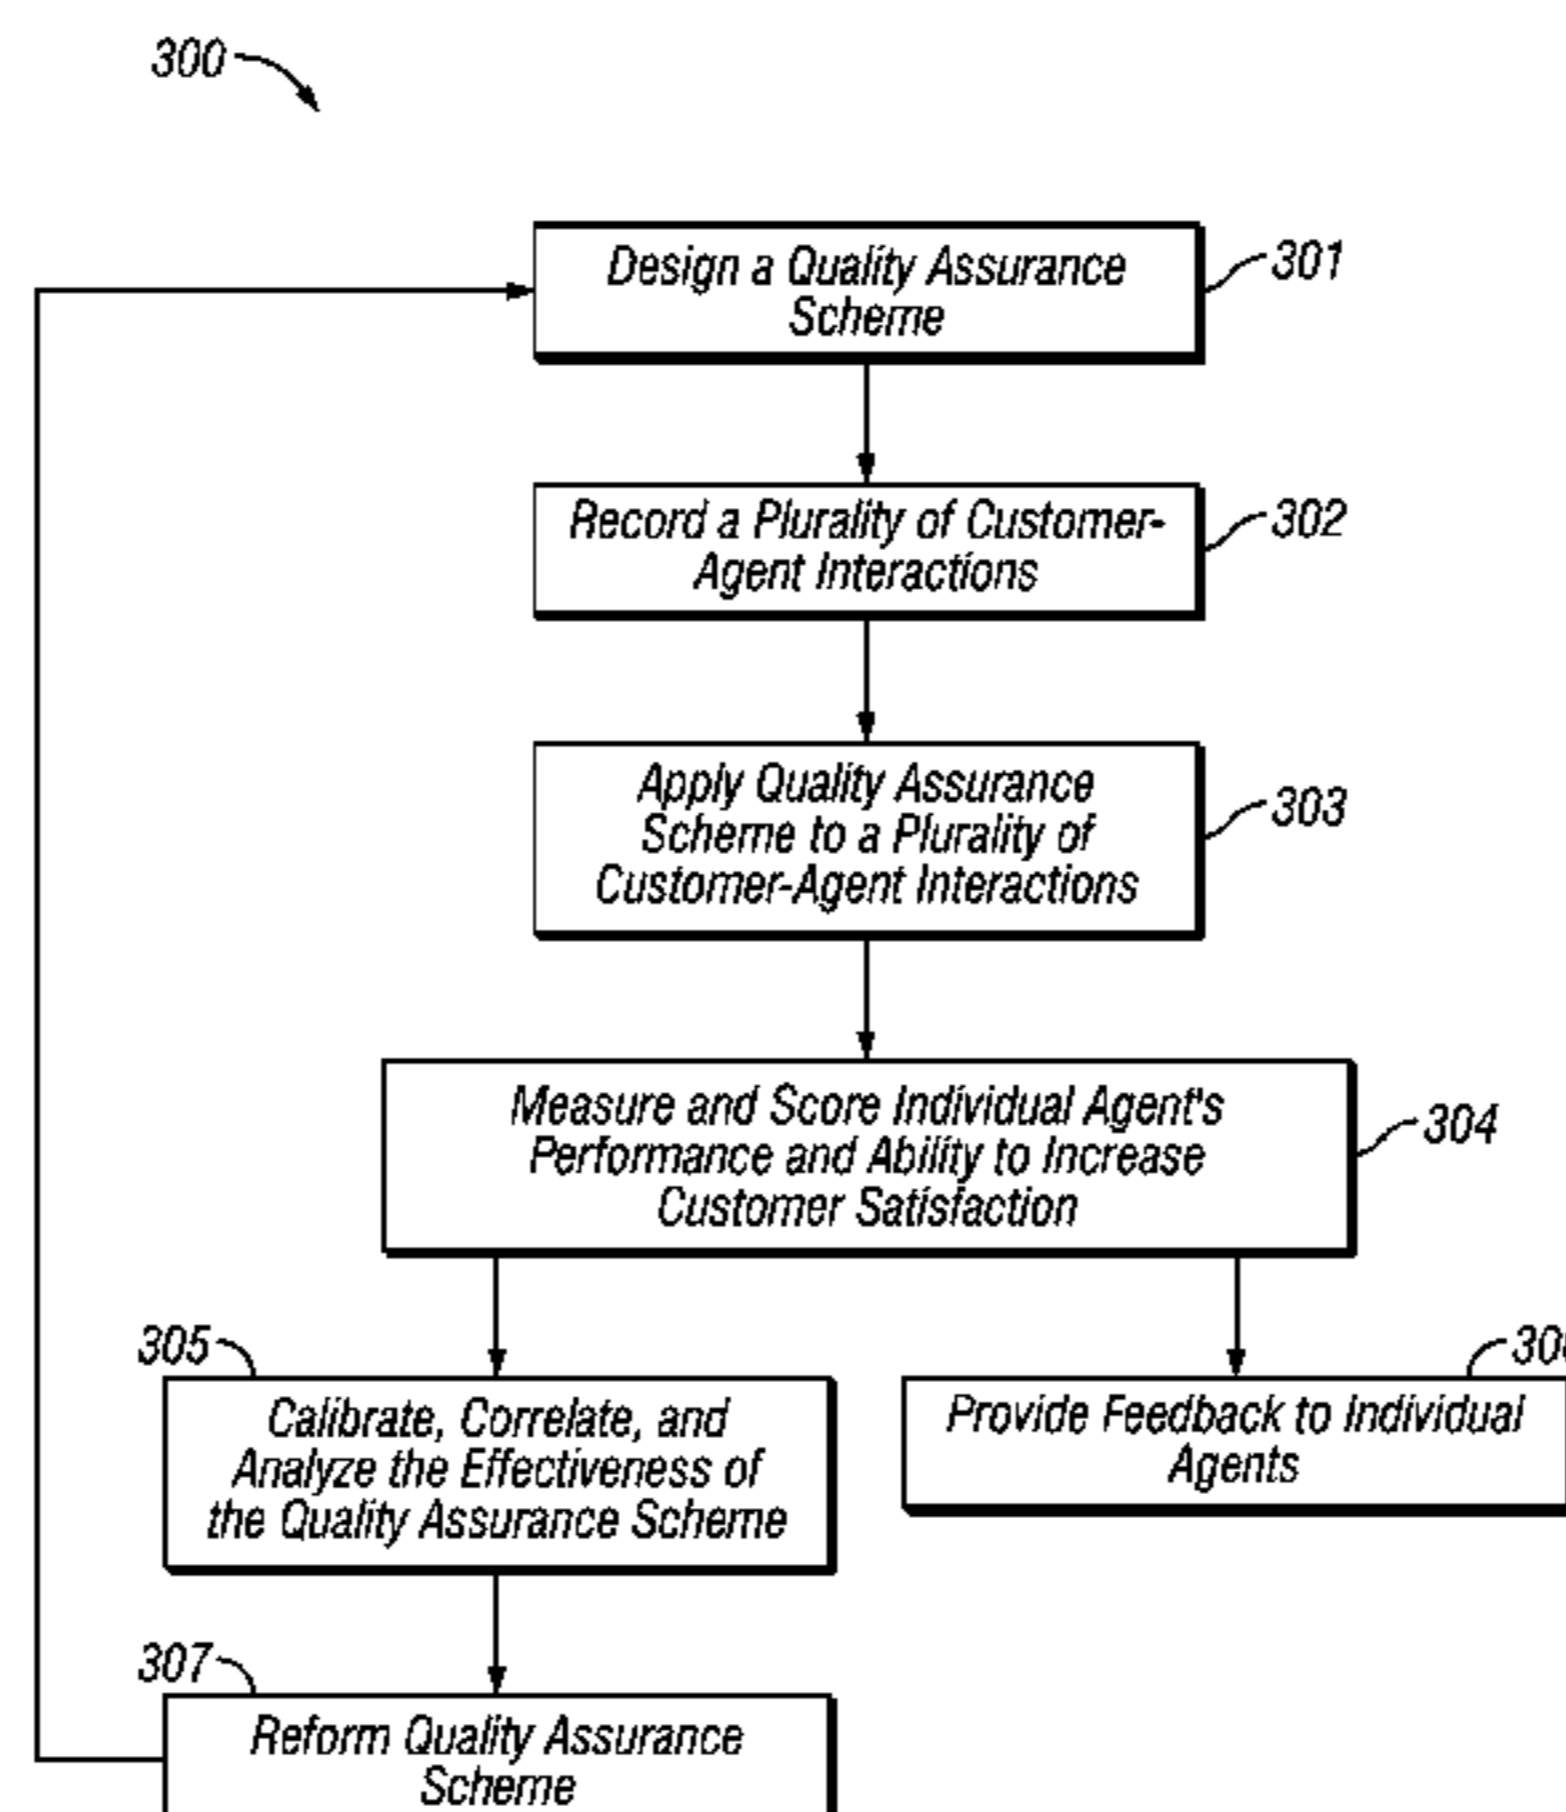 300
Design a Quality Assurance
Scheme
301
Record a Plurality of Customer-
Agent Interactions
302
Apply Quality Assurance
Scheme to a Plurality of
Customer-Agent Interactions
303
Measure and Score Individual Agent's
Performance and Ability to Increase
Customer Satisfaction
304
305
Calibrate, Correlate, and
Analyze the Effectiveness of
the Quality Assurance Scheme
Provide Feedback to Individual
Agents
307
Reform Quality Assurance
Scheme